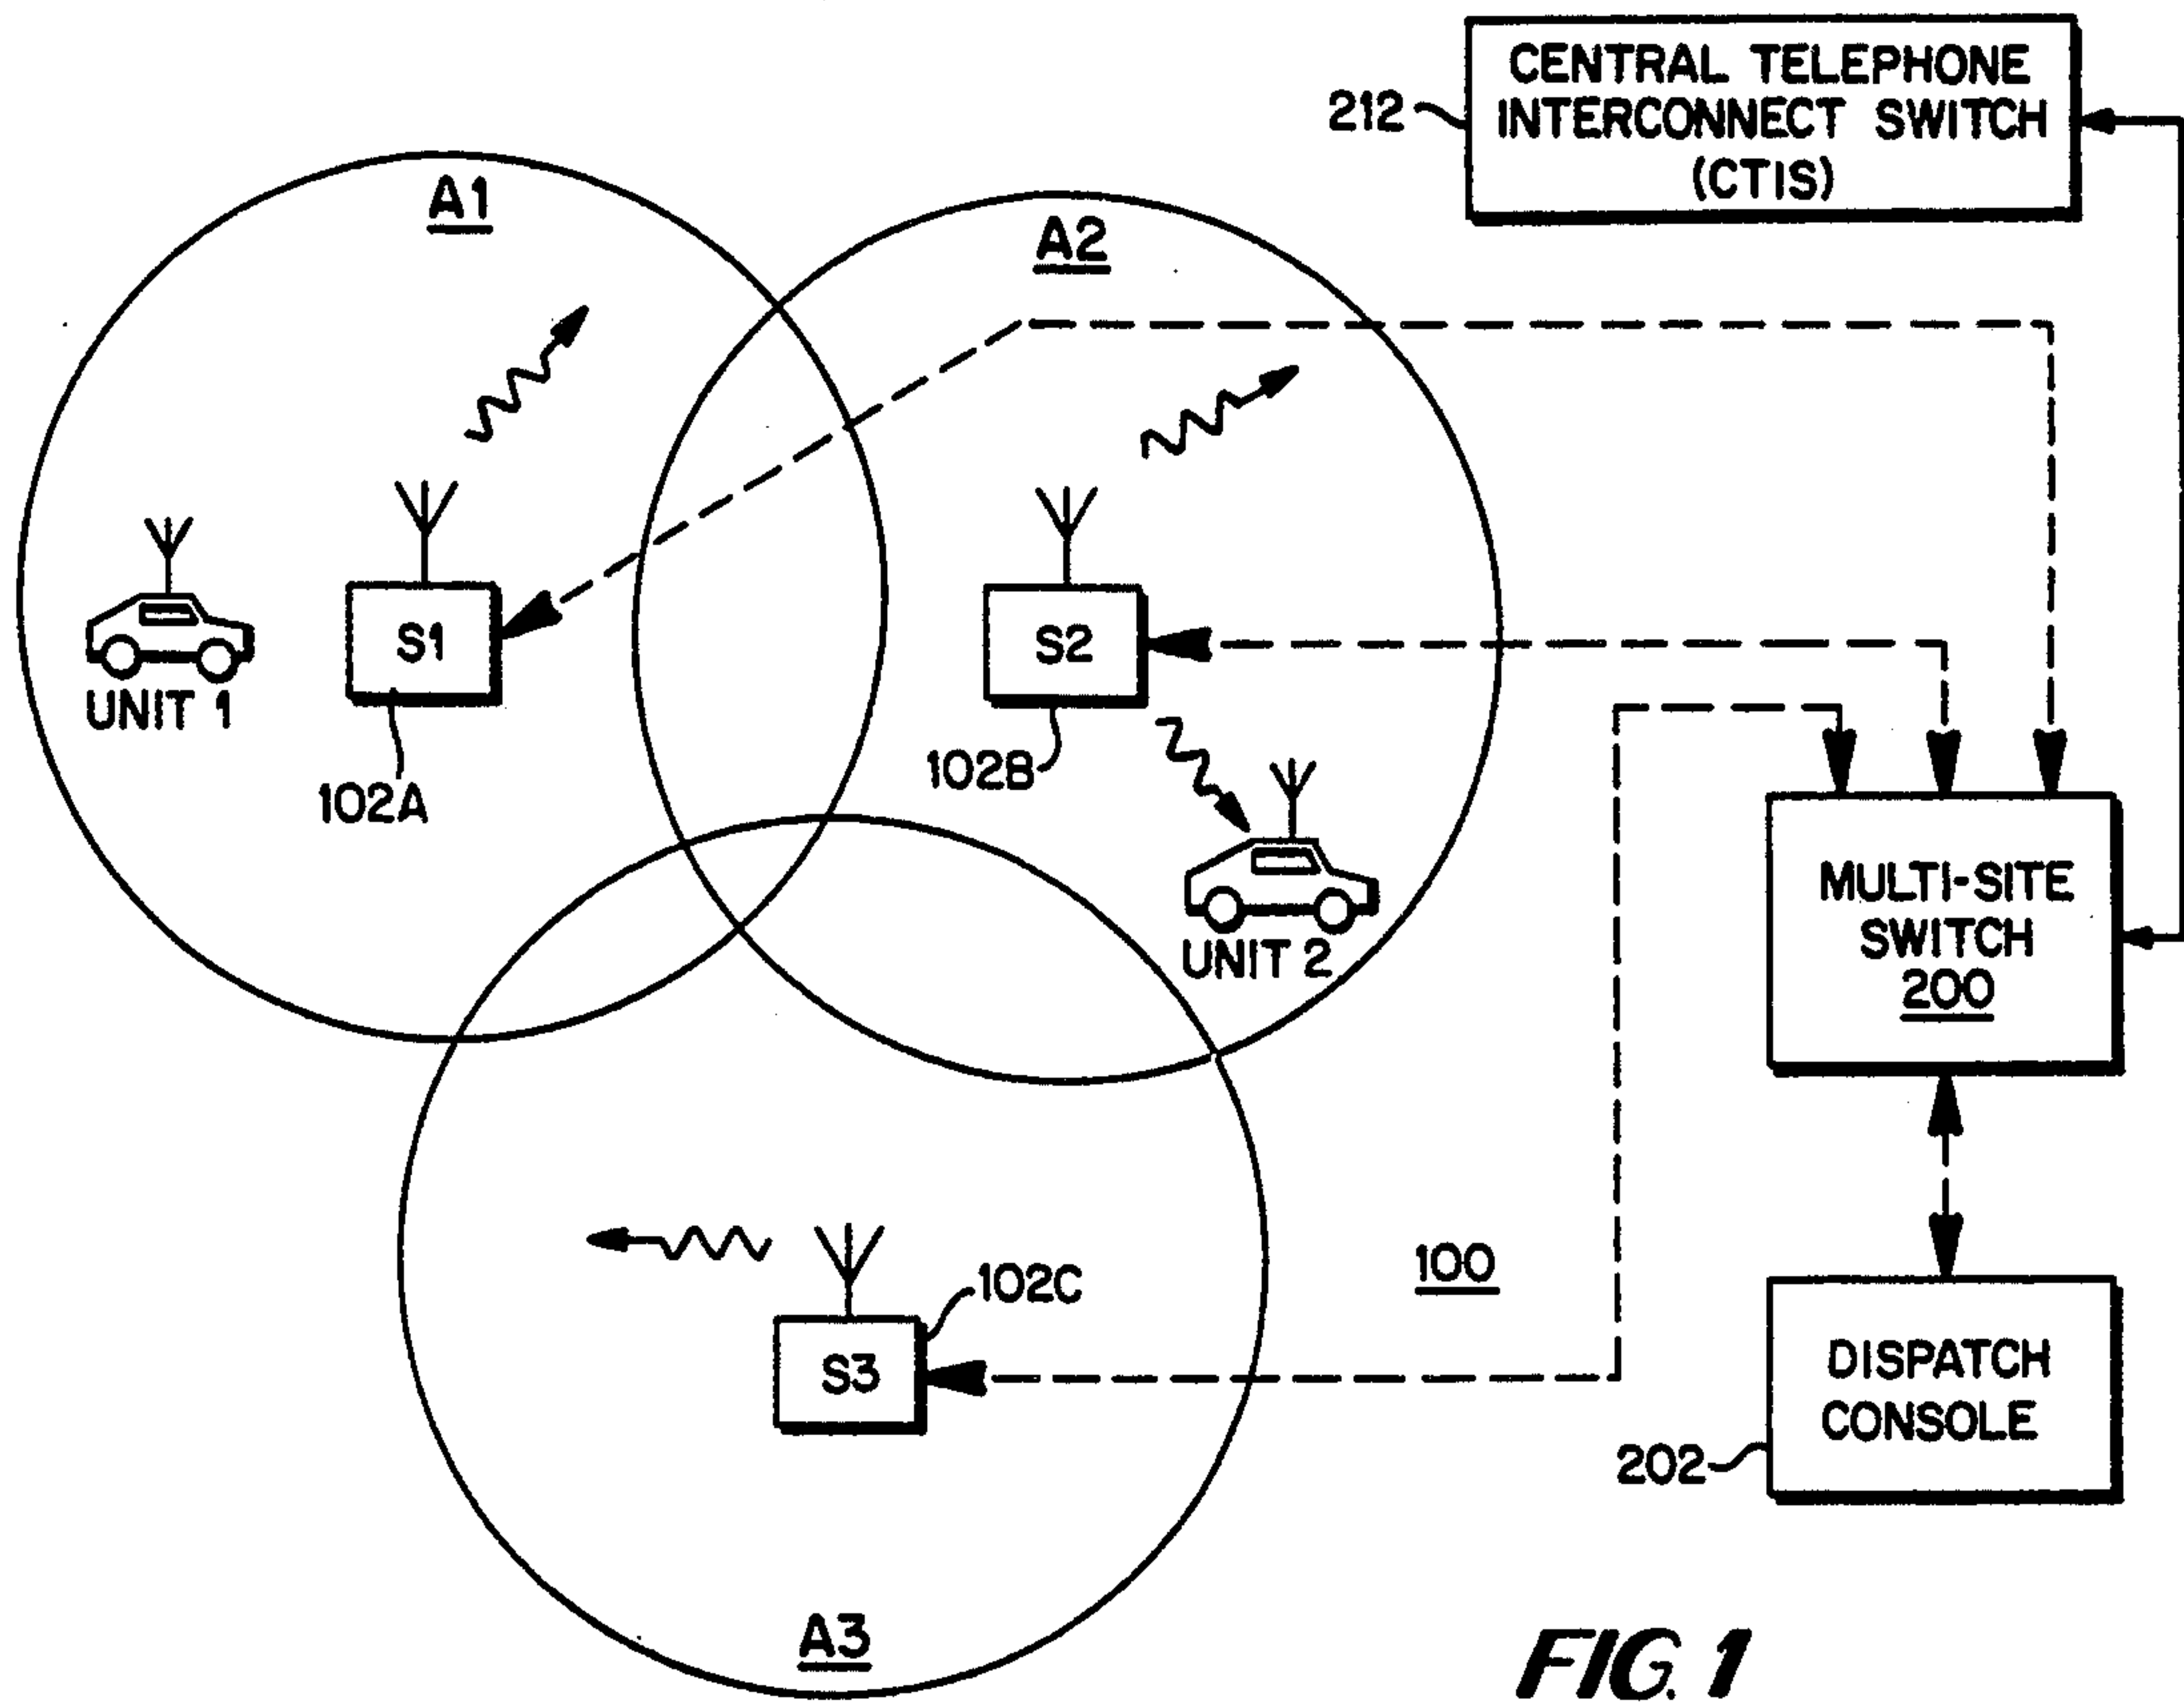 CENTRAL TELEPHONE
INTERCONNECT SWITCH
(CTIS)
212
A1
A2
S1
S2
UNIT 1
102A
102B
UNIT 2
MULTI-SITE
SWITCH
200
102C
100
S3
DISPATCH
CONSOLE
202
A3
FIG. 1